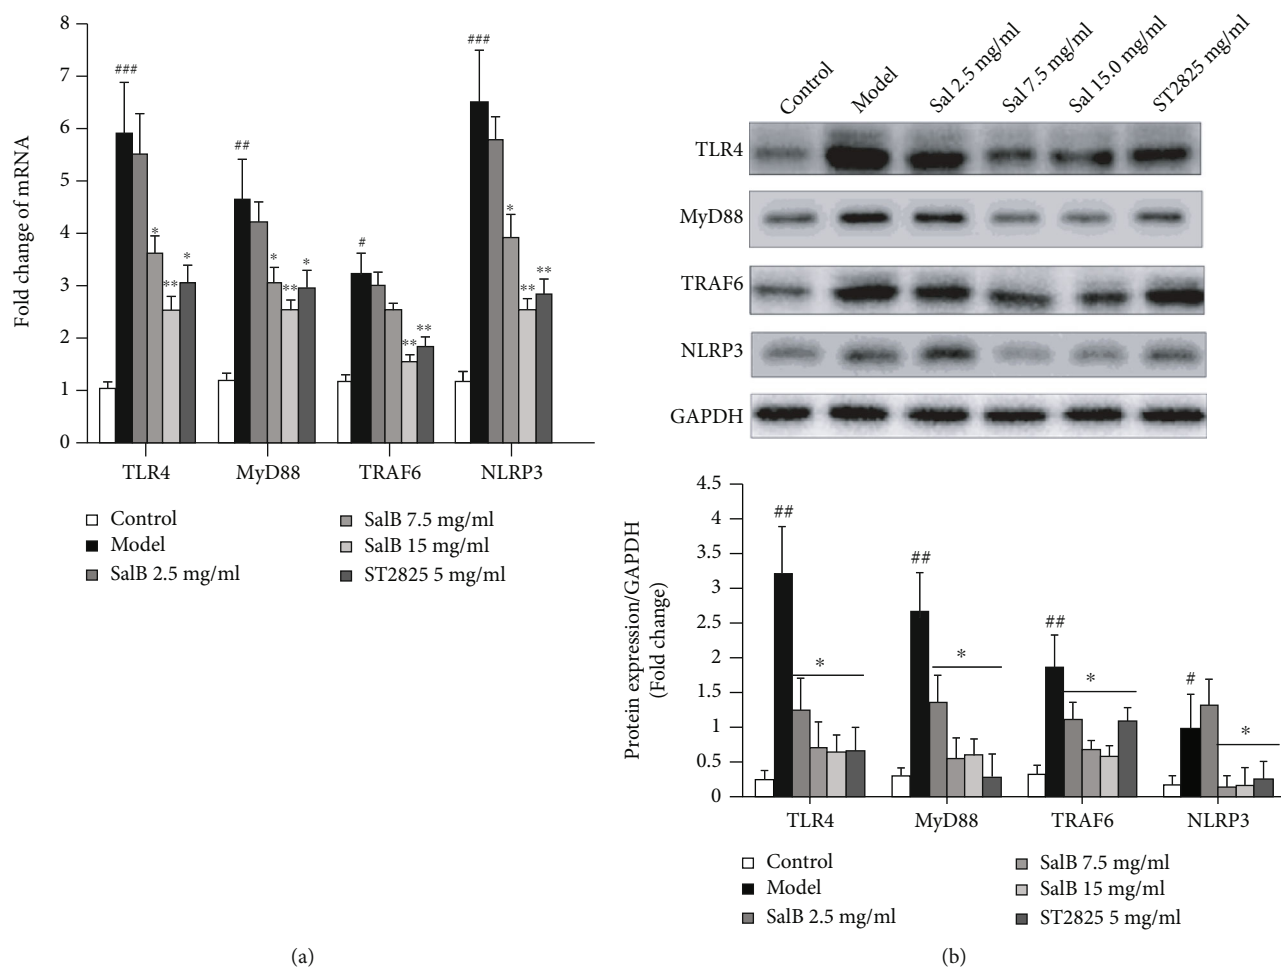 8
7
6
5
4
3
2
1
0
Fold change of mRNA
###
*
**
*
##
*
**
*
#
**
**
###
*
**
**
TLR4 MyD88 TRAF6 NLRP3
Control
Model
SalB 2.5 mg/ml
SalB 7.5 mg/ml
SalB 15 mg/ml
ST2825 5 mg/ml
(a)
Control
Model
Sal 2.5 mg/ml
Sal 7.5 mg/ml
Sal 15.0 mg/ml
ST2825 mg/ml
TLR4
MyD88
TRAF6
NLRP3
GAPDH
4.5
4
3.5
3
2.5
2
1.5
1
0.5
0
Protein expression/GAPDH
(Fold change)
##
*
##
*
##
*
#
*
TLR4 MyD88 TRAF6 NLRP3
Control
Model
SalB 2.5 mg/ml
SalB 7.5 mg/ml
SalB 15 mg/ml
ST2825 5 mg/ml
(b)